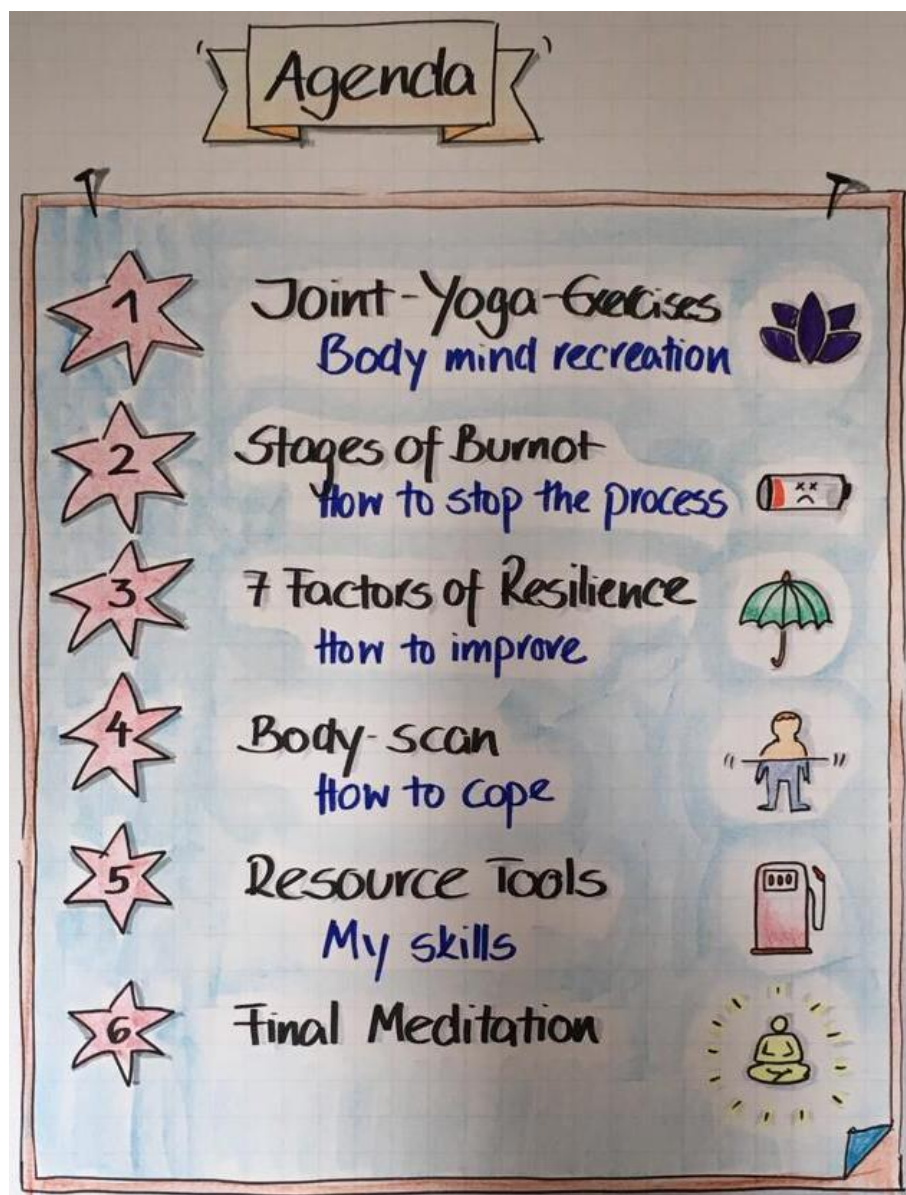 Agenda
1 Joint-Yoga-Exercises
Body mind recreation
2 Stages of Burnot
How to stop the process
3 7 Factors of Resilience
How to improve
4 Body-scan
How to cope
5 Resource Tools
My skills
6 Final Meditation